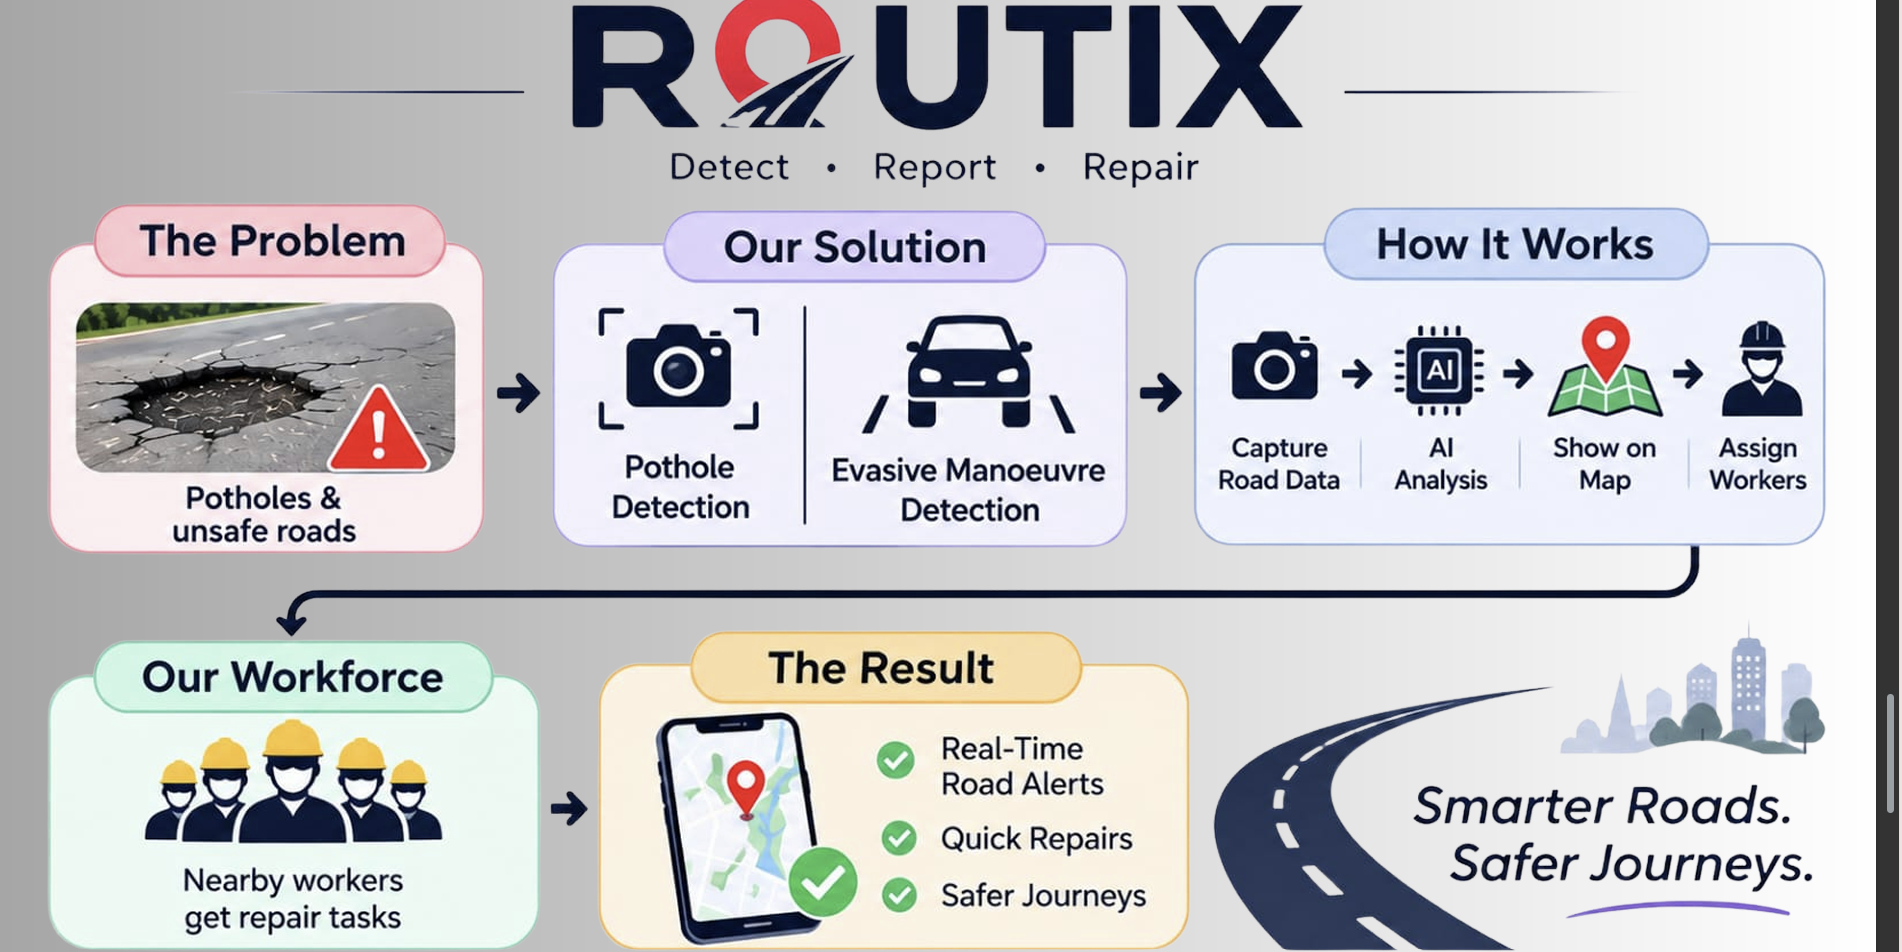 ROUTIX
Detect • Report • Repair
The Problem
Potholes &
unsafe roads
Our Solution
Pothole
Detection
Evasive Manoeuvre
Detection
How It Works
AI
Capture
Road Data
AI
Analysis
Show on
Map
Assign
Workers
Our Workforce
Nearby workers
get repair tasks
The Result
Real-Time
Road Alerts
Quick Repairs
Safer Journeys
Smarter Roads.
Safer Journeys.